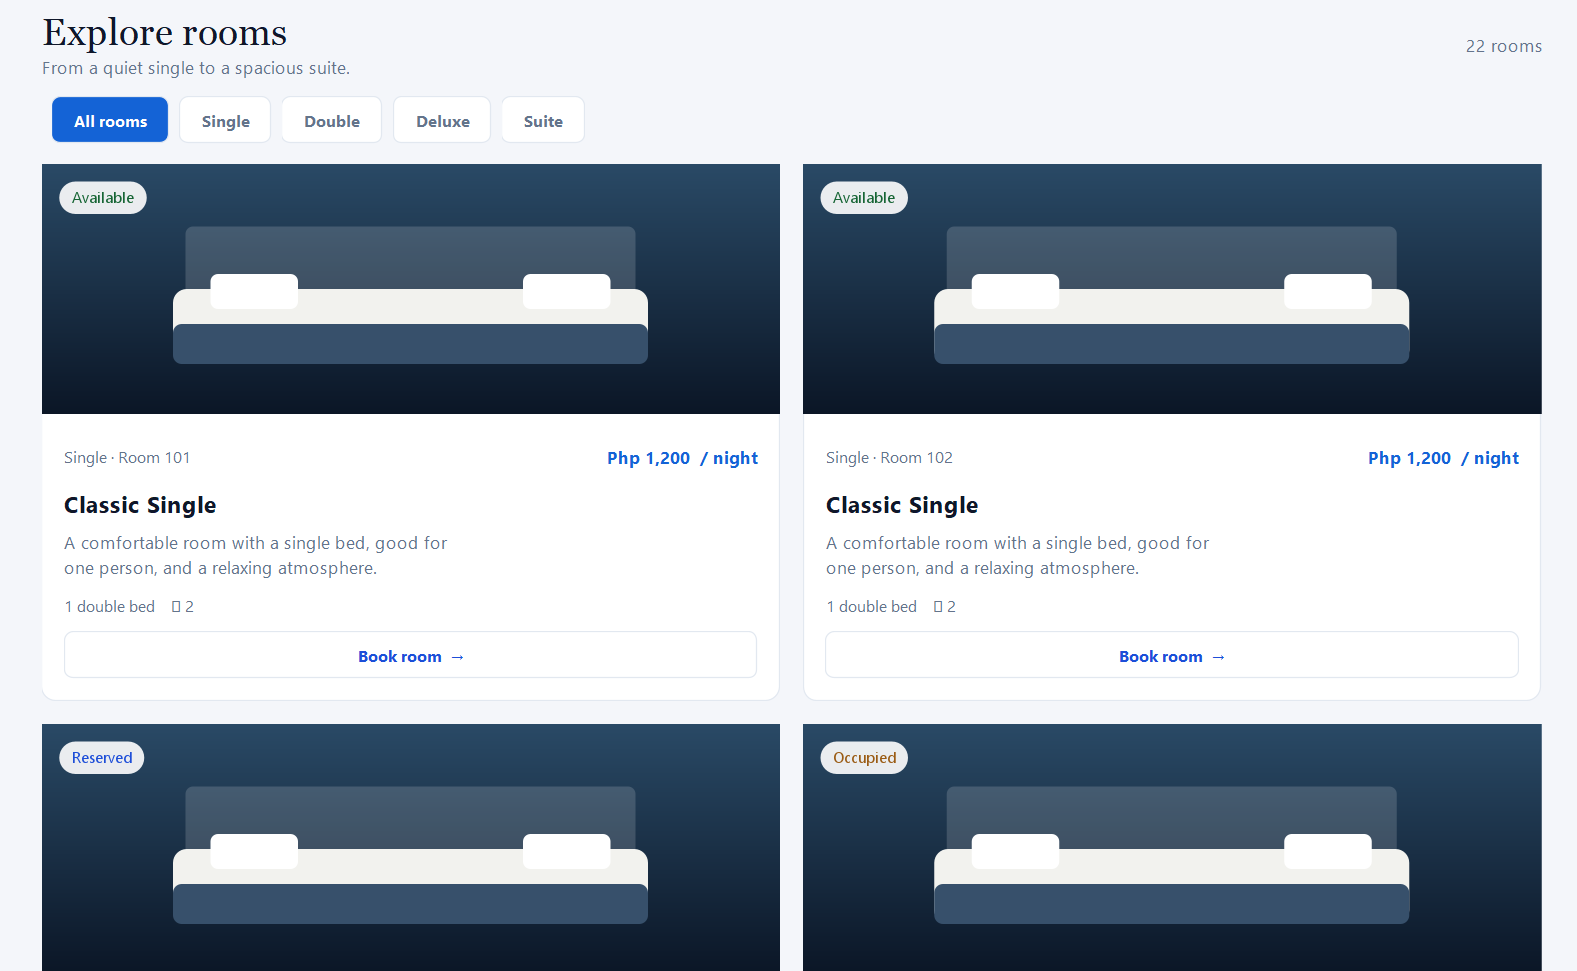 Explore rooms
From a quiet single to a spacious suite.
22 rooms
All rooms
Single
Double
Deluxe
Suite
Available
Available
Single · Room 101
Php 1,200 / night
Classic Single
A comfortable room with a single bed, good for
one person, and a relaxing atmosphere.
1 double bed 2
Book room →
Single · Room 102
Php 1,200 / night
Classic Single
A comfortable room with a single bed, good for
one person, and a relaxing atmosphere.
1 double bed 2
Book room →
Reserved
Occupied